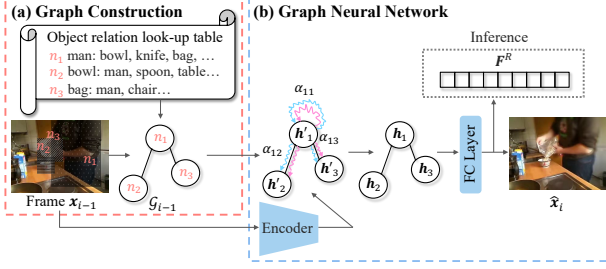 (a) Graph Construction
Object relation look-up table
n₁ man: bowl, knife, bag, …
n₂ bowl: man, spoon, table…
n₃ bag: man, chair…
n₃
n₂
n₁
Frame 𝒙ᵢ₋₁
n₁
n₂
n₃
𝒢ᵢ₋₁
(b) Graph Neural Network
α₁₁
α₁₂
α₁₃
𝒉′₁
𝒉′₂
𝒉′₃
Encoder
𝒉₁
𝒉₂
𝒉₃
FC Layer
Inference
𝑭ᴿ
𝒙̂ᵢ